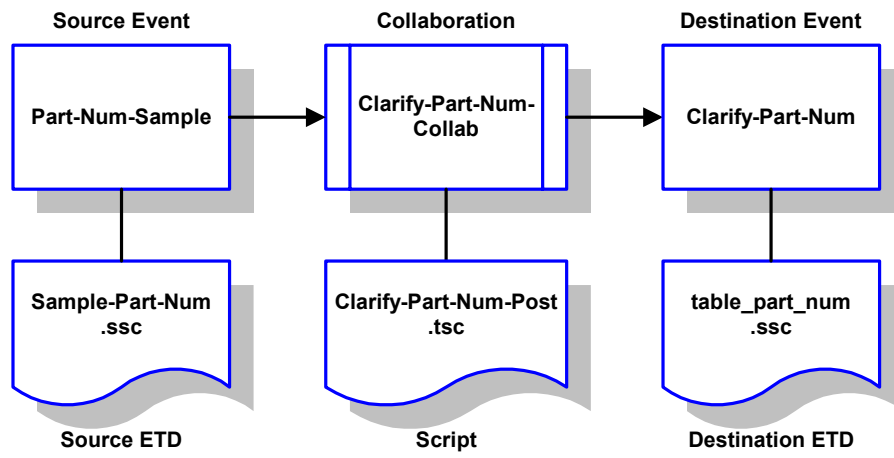 Source Event
Collaboration
Destination Event
Part-Num-Sample
Clarify-Part-Num-
Collab
Clarify-Part-Num
Sample-Part-Num
.ssc
Clarify-Part-Num-Post
.tsc
table_part_num
.ssc
Source ETD
Script
Destination ETD